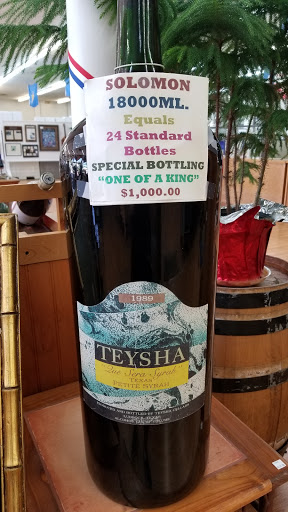 SOLOMON
18000ML.
Equals
24 Standard
Bottles
SPECIAL BOTTLING
"ONE OF A KING"
$1,000.00
1989
TEYSHA
TEXAS
PETITE SYRAH